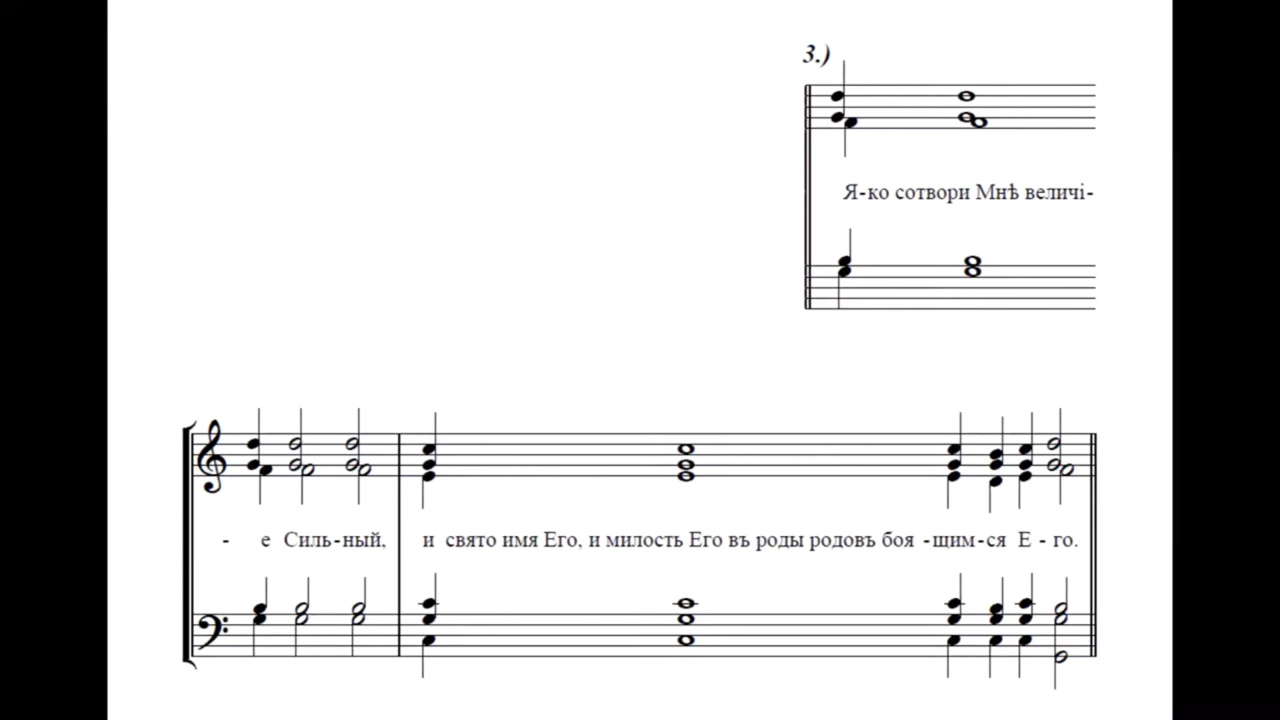 3.)
Я-ко сотвори Мнѣ величі-
- е Силь-ный, и свято имя Его, и милость Его въ роды родовъ боя -щим-ся Е - го.